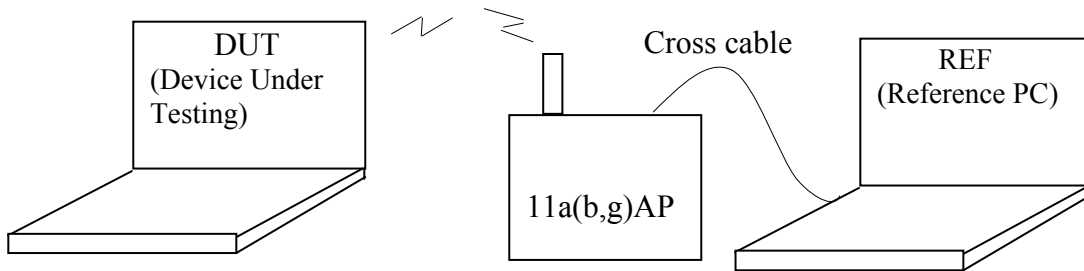 DUT
(Device Under
Testing)
Cross cable
REF
(Reference PC)
11a(b,g)AP